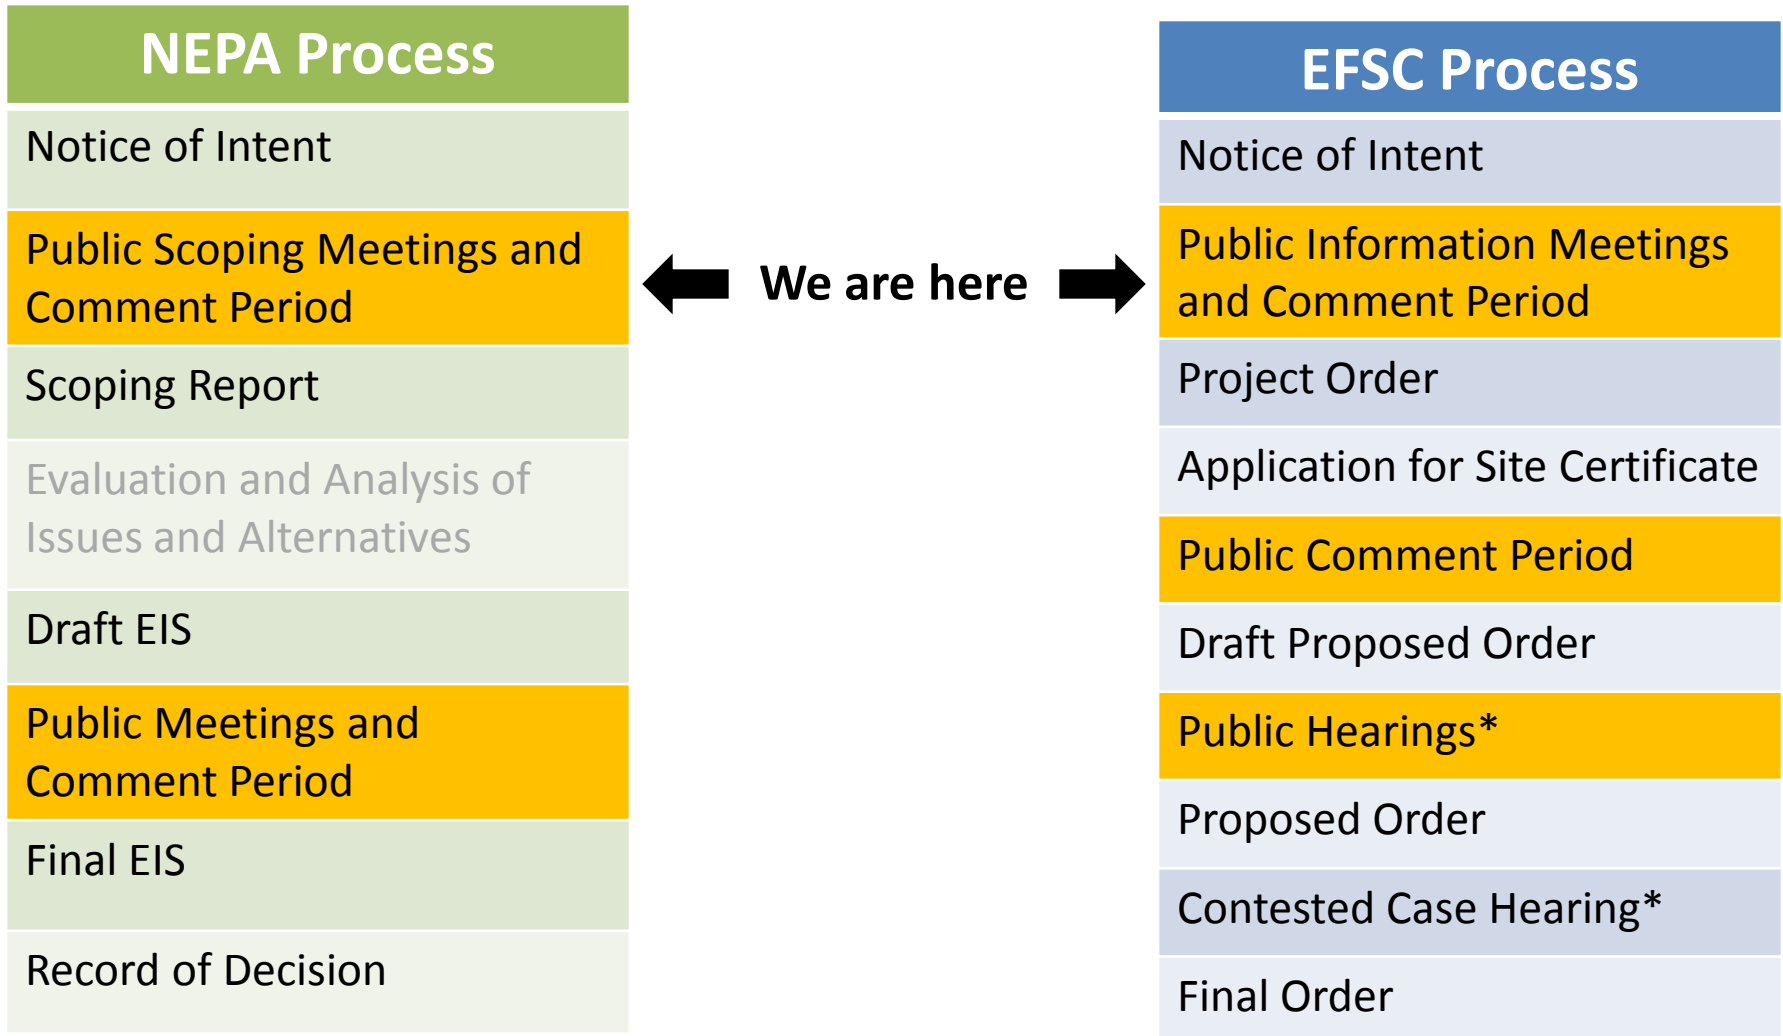 NEPA Process
Notice of Intent
Public Scoping Meetings and
Comment Period
Scoping Report
Evaluation and Analysis of
Issues and Alternatives
Draft EIS
Public Meetings and
Comment Period
Final EIS
Record of Decision
We are here
EFSC Process
Notice of Intent
Public Information Meetings
and Comment Period
Project Order
Application for Site Certificate
Public Comment Period
Draft Proposed Order
Public Hearings*
Proposed Order
Contested Case Hearing*
Final Order